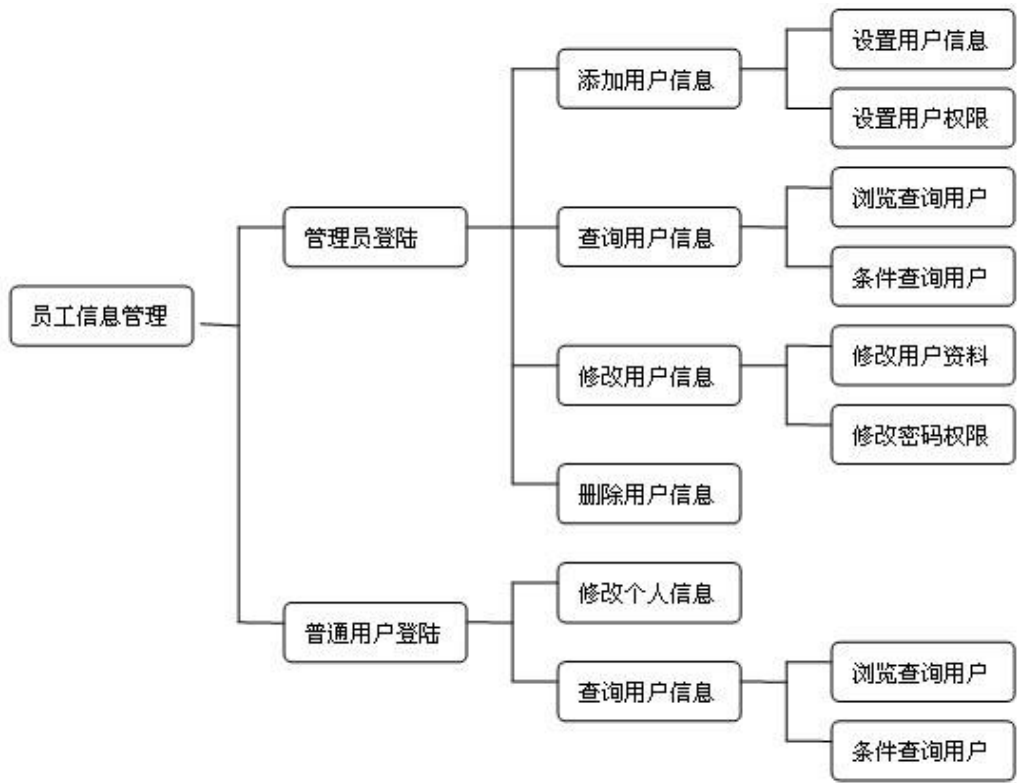 设置用户信息
添加用户信息
设置用户权限
浏览查询用户
管理员登陆
查询用户信息
条件查询用户
员工信息管理
修改用户资料
修改用户信息
修改密码权限
删除用户信息
修改个人信息
普通用户登陆
浏览查询用户
查询用户信息
条件查询用户